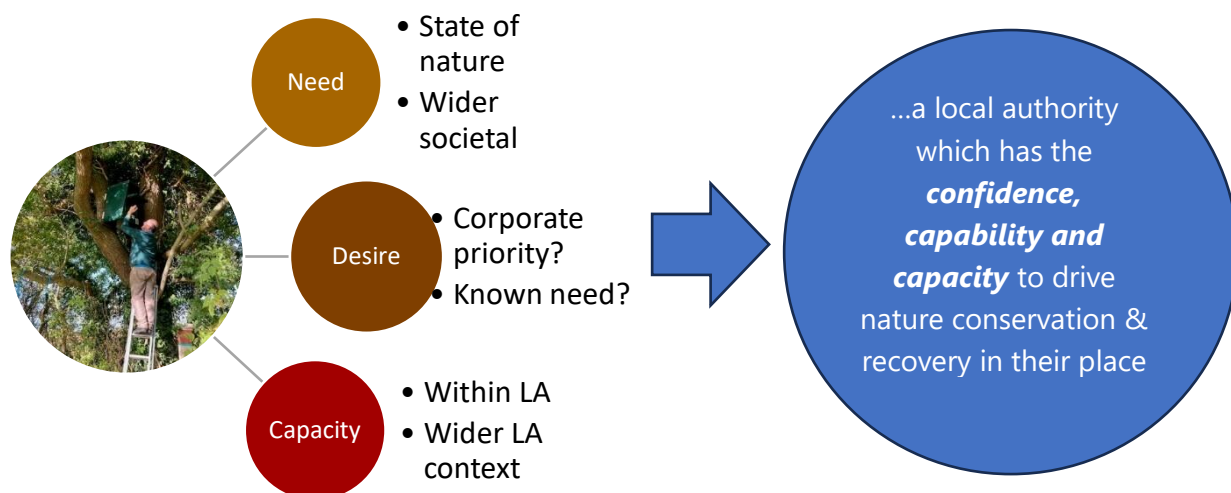 Need
• State of
nature
• Wider
societal
Desire
• Corporate
priority?
• Known need?
Capacity
• Within LA
• Wider LA
context
...a local authority
which has the
confidence,
capability and
capacity to drive
nature conservation &
recovery in their place